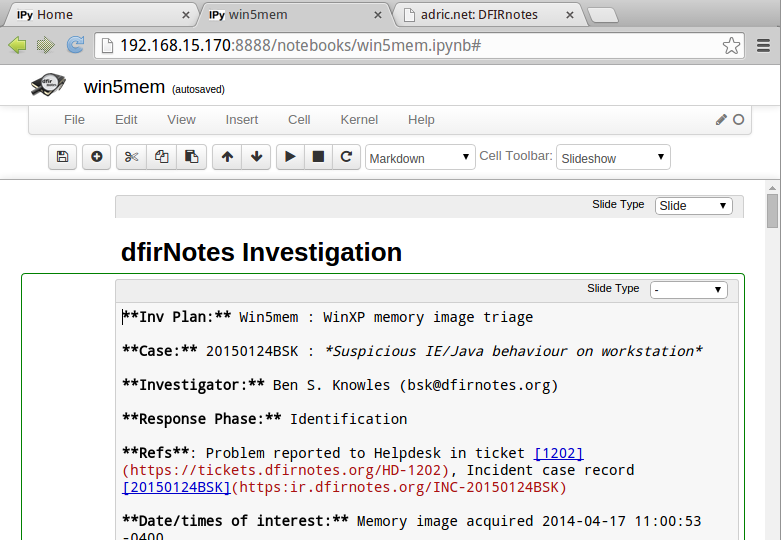 IPy Home
IPy win5mem
adric.net: DFIRnotes
192.168.15.170:8888/notebooks/win5mem.ipynb#
dfir
win5mem (autosaved)
File Edit View Insert Cell Kernel Help
Markdown Cell Toolbar: Slideshow
Slide Type Slide
dfirNotes Investigation
Slide Type -
**Inv Plan:** Win5mem : WinXP memory image triage
**Case:** 20150124BSK : *Suspicious IE/Java behaviour on workstation*
**Investigator:** Ben S. Knowles (bsk@dfirnotes.org)
**Response Phase:** Identification
**Refs**: Problem reported to Helpdesk in ticket [1202]
(https://tickets.dfirnotes.org/HD-1202), Incident case record
[20150124BSK](https:ir.dfirnotes.org/INC-20150124BSK)
**Date/times of interest:** Memory image acquired 2014-04-17 11:00:53
-0400